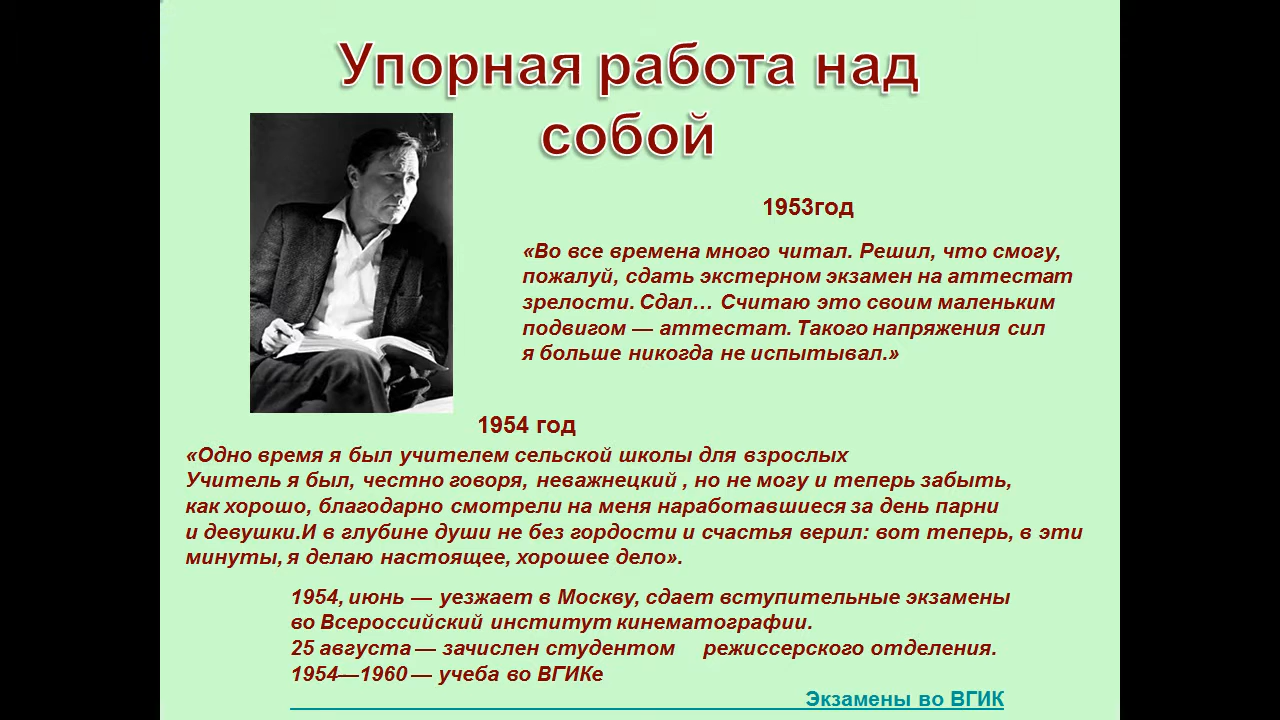 Упорная работа над
собой
1953год
«Во все времена много читал. Решил, что смогу,
пожалуй, сдать экстерном экзамен на аттестат
зрелости. Сдал… Считаю это своим маленьким
подвигом — аттестат. Такого напряжения сил
я больше никогда не испытывал.»
1954 год
«Одно время я был учителем сельской школы для взрослых
Учитель я был, честно говоря, неважнецкий , но не могу и теперь забыть,
как хорошо, благодарно смотрели на меня наработавшиеся за день парни
и девушки.И в глубине души не без гордости и счастья верил: вот теперь, в эти
минуты, я делаю настоящее, хорошее дело».
1954, июнь — уезжает в Москву, сдает вступительные экзамены
во Всероссийский институт кинематографии.
25 августа — зачислен студентом режиссерского отделения.
1954—1960 — учеба во ВГИКе
Экзамены во ВГИК